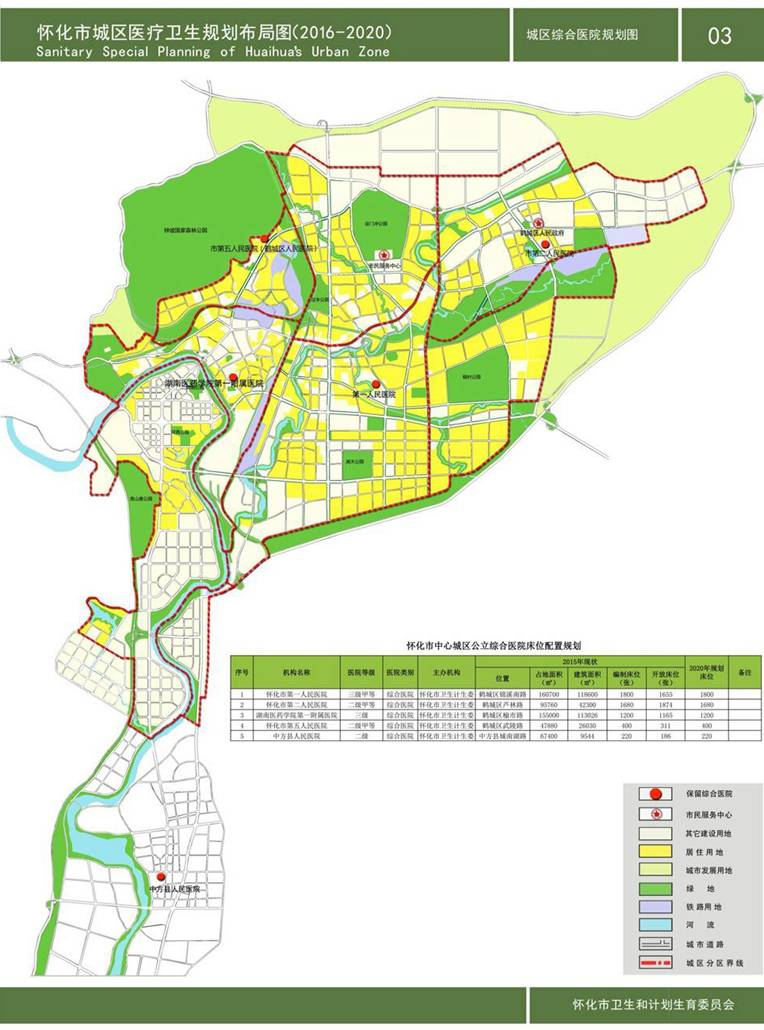 怀化市城区医疗卫生规划布局图(2016-2020)
Sanitary Special Planning of Huaihua's Urban Zone
城区综合医院规划图
03
钟坡国家森林公园
金门冲公园
市第五人民医院（鹤城区人民医院）
市民服务中心
鹤城区人民政府
市第二人民医院
湖南医药学院第一附属医院
第一人民医院
中方县人民医院
怀化市中心城区公立综合医院床位配置规划
序号 机构名称 医院等级 医院类别 主办机构 2015年现状 2020年规划床位 备注
位置 占地面积（㎡） 建筑面积（㎡） 编制床位（张） 开放床位（张）
1 怀化市第一人民医院 三级甲等 综合医院 怀化市卫生计生委 鹤城区锦溪南路 160700 118600 1800 1655 1800
2 怀化市第二人民医院 二级甲等 综合医院 怀化市卫生计生委 鹤城区芦林路 95760 42300 1680 1874 1680
3 湖南医药学院第一附属医院 三级 综合医院 怀化市卫生计生委 鹤城区榆市路 155000 113026 1200 1165 1200
4 怀化市第五人民医院 二级甲等 综合医院 怀化市卫生计生委 鹤城区武陵路 47880 26030 400 311 400
5 中方县人民医院 二级 综合医院 怀化市卫生计生委 中方县城南湖路 67400 9544 220 186 220
保留综合医院
市民服务中心
其它建设用地
居住用地
城市发展用地
绿 地
铁路用地
河 流
城市道路
城区分区界线
怀化市卫生和计划生育委员会